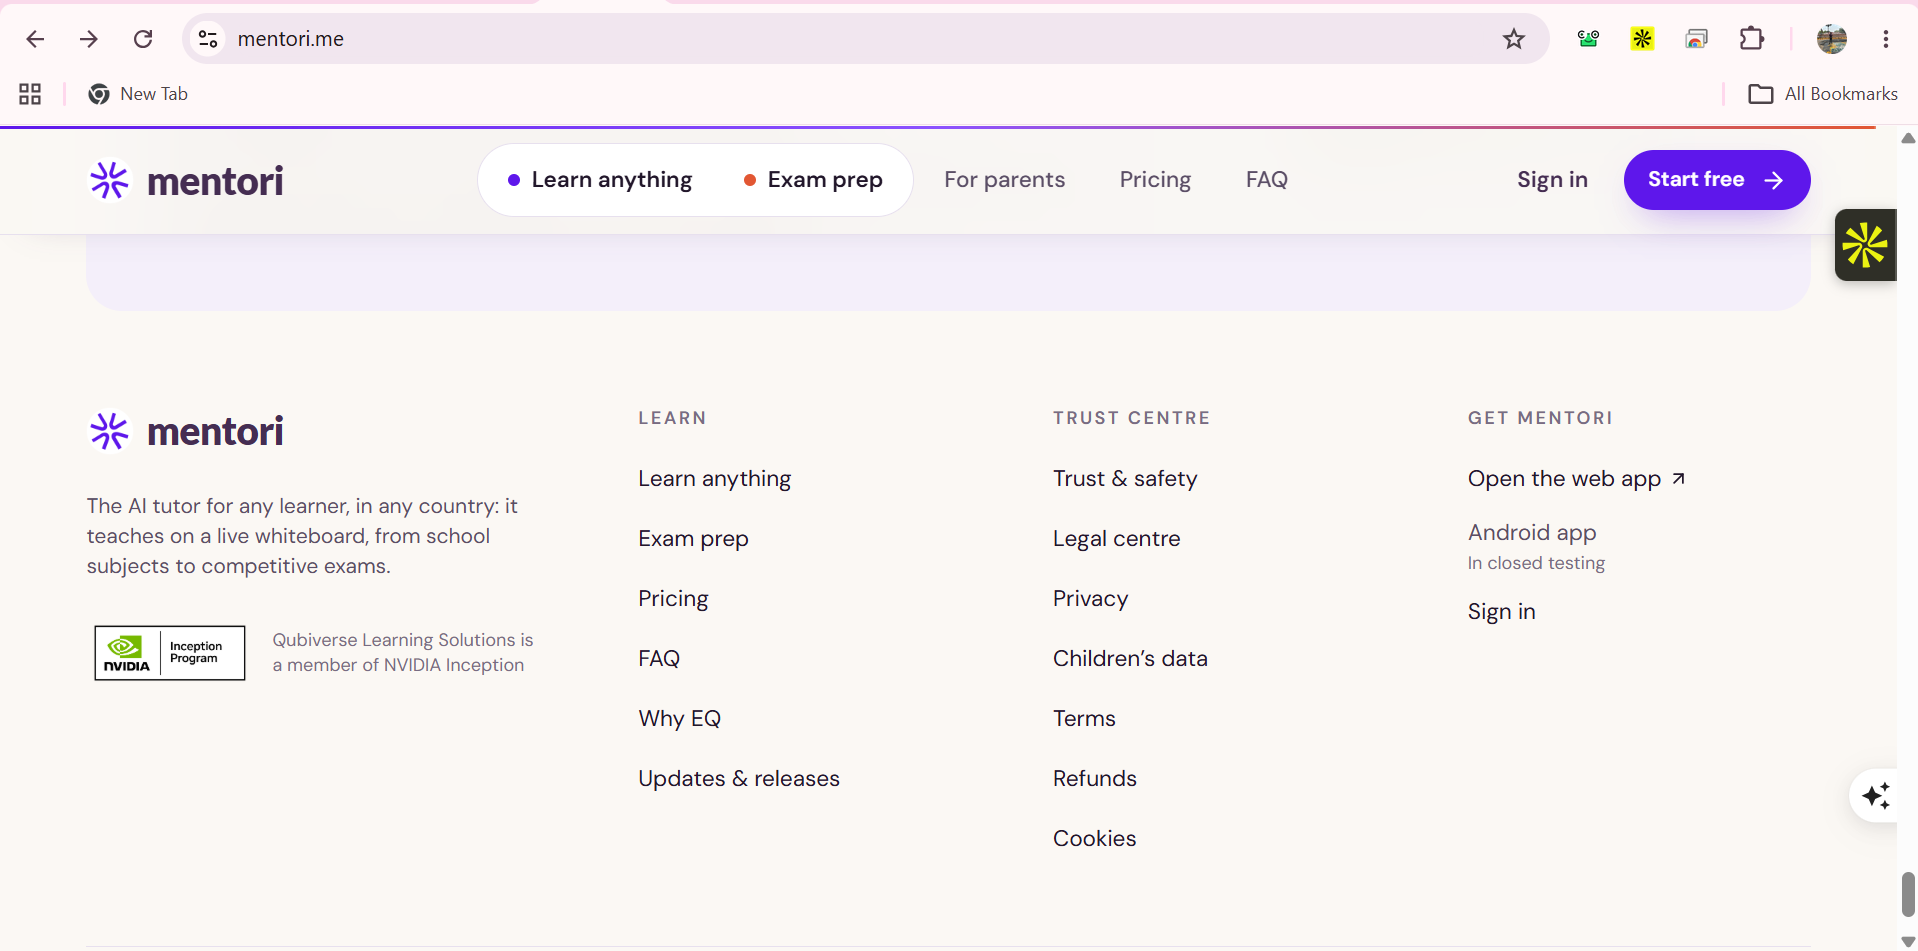 mentori.me
New Tab
All Bookmarks
mentori
Learn anything
Exam prep
For parents
Pricing
FAQ
Sign in
Start free
mentori
The AI tutor for any learner, in any country: it
teaches on a live whiteboard, from school
subjects to competitive exams.
NVIDIA
Inception
Program
Qubiverse Learning Solutions is
a member of NVIDIA Inception
LEARN
Learn anything
Exam prep
Pricing
FAQ
Why EQ
Updates & releases
TRUST CENTRE
Trust & safety
Legal centre
Privacy
Children’s data
Terms
Refunds
Cookies
GET MENTORI
Open the web app
Android app
In closed testing
Sign in